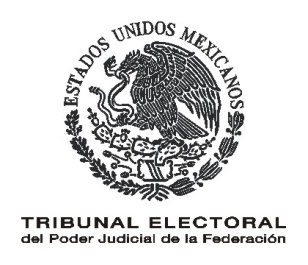 ESTADOS UNIDOS MEXICANOS
TRIBUNAL ELECTORAL
del Poder Judicial de la Federación